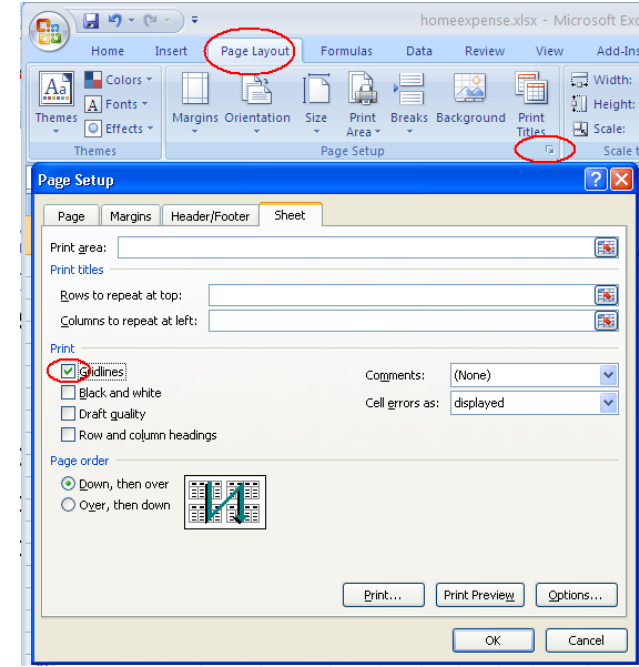 homeexpense.xlsx - Microsoft Exc
Home Insert Page Layout Formulas Data Review View Add-Ins
Aa Colors Width:
A Fonts Height:
Themes Margins Orientation Size Print Breaks Background Print
Effects Area Titles Scale:
Themes Page Setup Scale t
Page Setup
Page Margins Header/Footer Sheet
Print area:
Print titles
Rows to repeat at top:
Columns to repeat at left:
Print
Gridlines Comments: (None)
Black and white Cell errors as: displayed
Draft quality
Row and column headings
Page order
Down, then over
Over, then down
Print... Print Preview Options...
OK Cancel